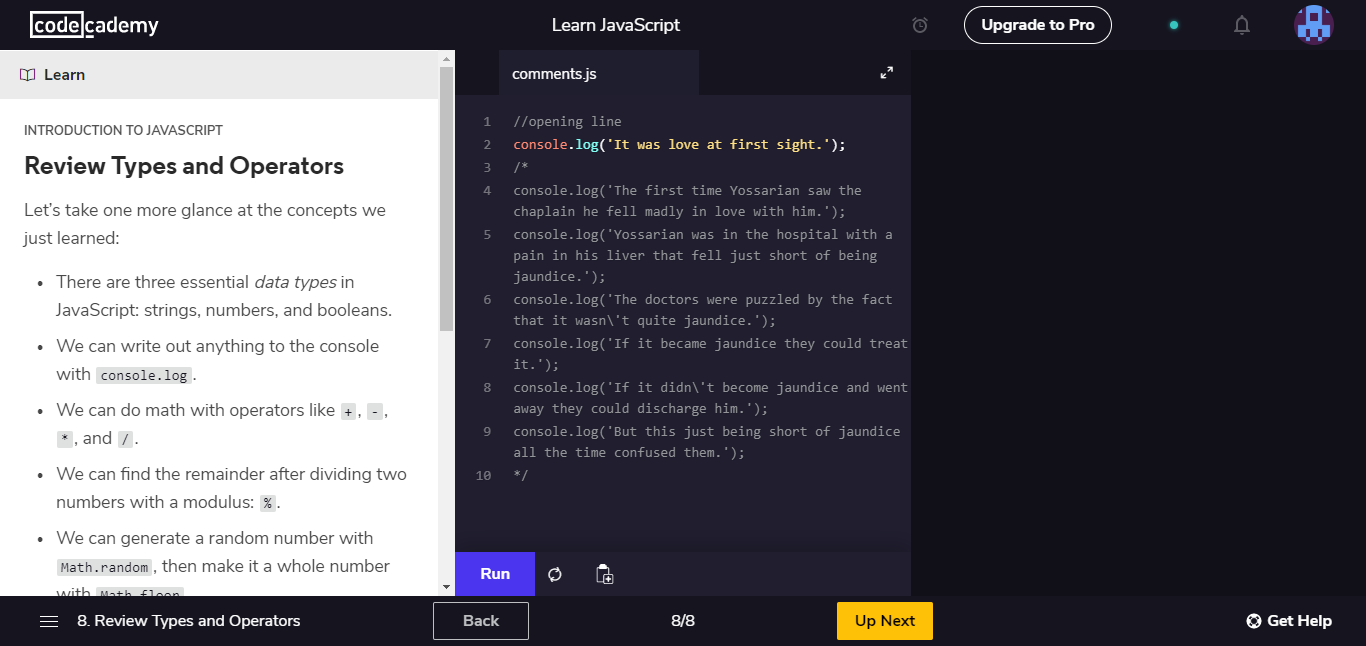 codecademy
Learn JavaScript
Upgrade to Pro
Learn
comments.js
INTRODUCTION TO JAVASCRIPT
Review Types and Operators
Let's take one more glance at the concepts we
just learned:
• There are three essential data types in
JavaScript: strings, numbers, and booleans.
• We can write out anything to the console
with console.log.
• We can do math with operators like +, -,
*, and /.
• We can find the remainder after dividing two
numbers with a modulus: %.
• We can generate a random number with
Math.random, then make it a whole number
with Math.floor
1 //opening line
2 console.log('It was love at first sight.');
3 /*
4 console.log('The first time Yossarian saw the
chaplain he fell madly in love with him.');
5 console.log('Yossarian was in the hospital with a
pain in his liver that fell just short of being
jaundice.');
6 console.log('The doctors were puzzled by the fact
that it wasn\'t quite jaundice.');
7 console.log('If it became jaundice they could treat
it.');
8 console.log('If it didn\'t become jaundice and went
away they could discharge him.');
9 console.log('But this just being short of jaundice
all the time confused them.');
10 */
Run
8. Review Types and Operators
Back
8/8
Up Next
Get Help